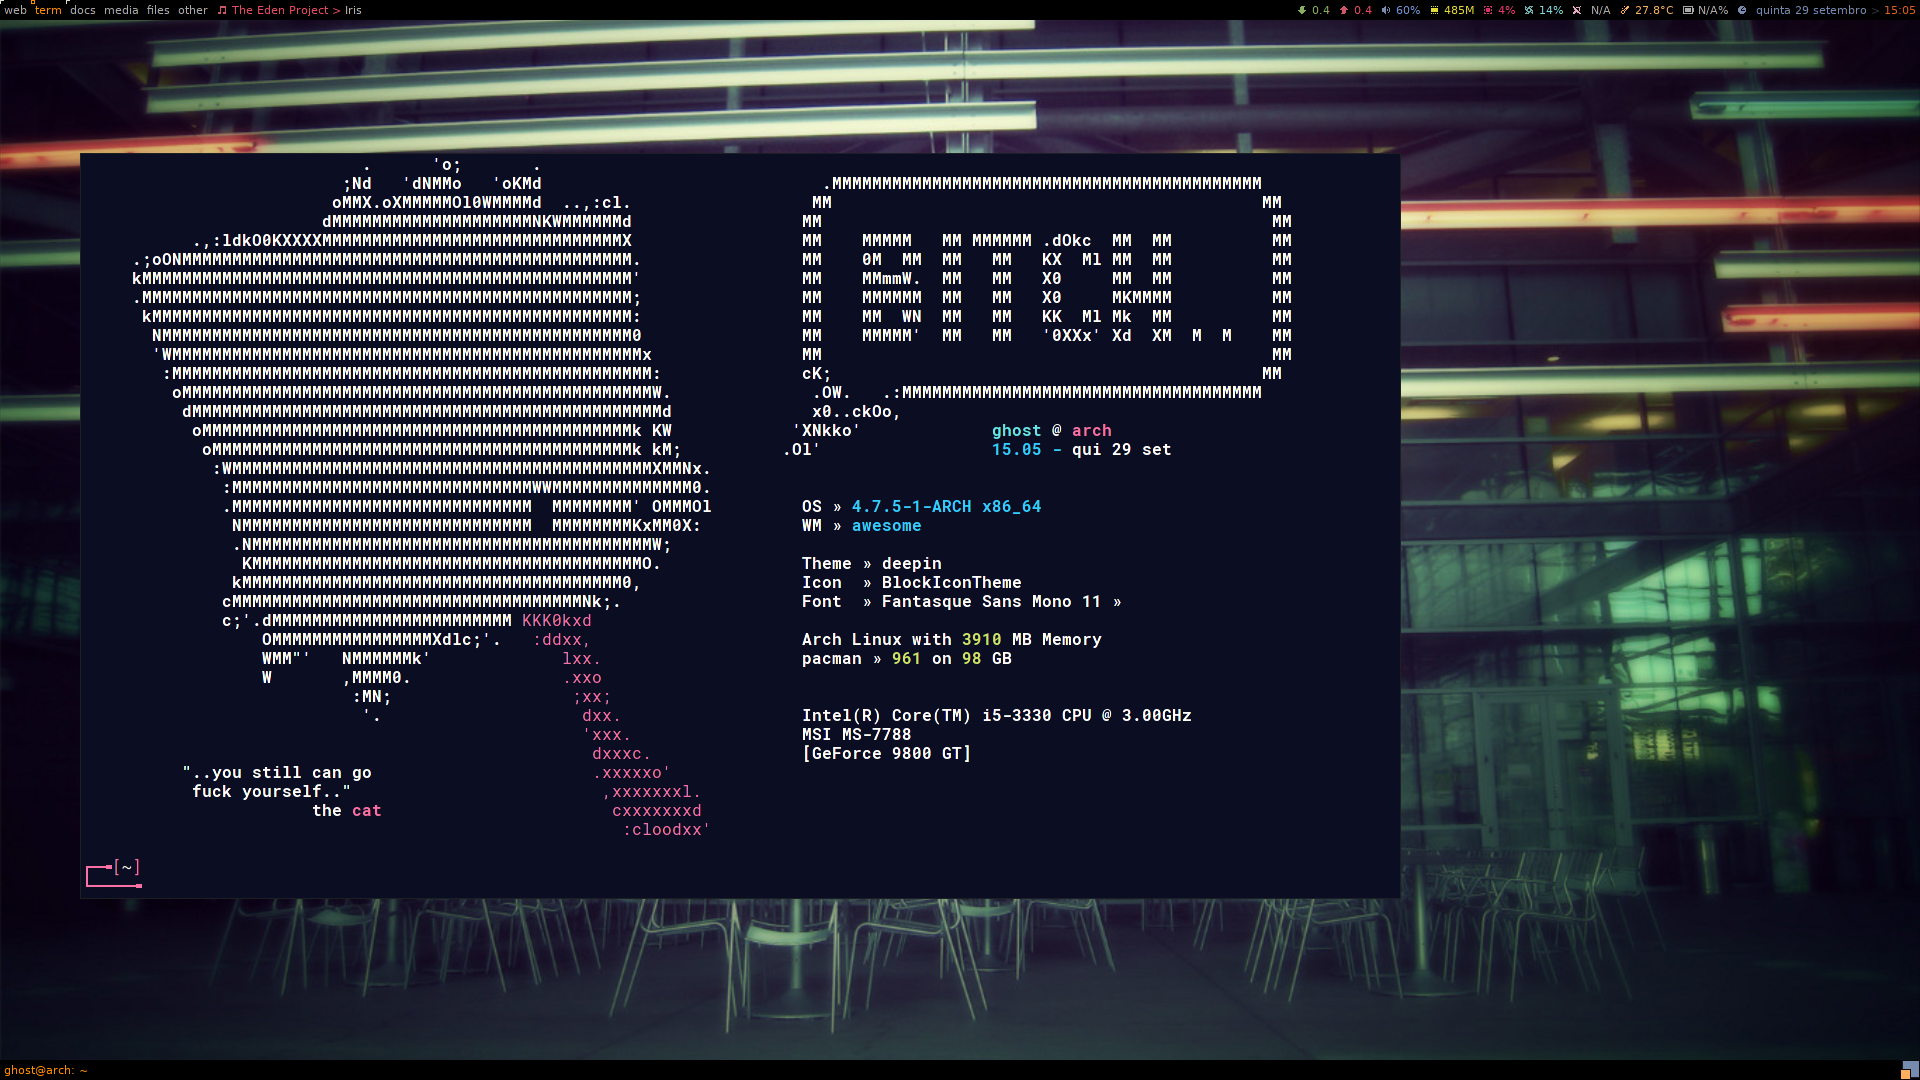 web term docs media files other The Eden Project > Iris
0.4 0.4 60% 485M 4% 14% N/A 27.8°C N/A% quinta 29 setembro > 15:05
BITCH...
ghost @ arch
15.05 - qui 29 set
OS » 4.7.5-1-ARCH x86_64
WM » awesome
Theme » deepin
Icon » BlockIconTheme
Font » Fantasque Sans Mono 11 »
Arch Linux with 3910 MB Memory
pacman » 961 on 98 GB
Intel(R) Core(TM) i5-3330 CPU @ 3.00GHz
MSI MS-7788
[GeForce 9800 GT]
"..you still can go
fuck yourself.."
the cat
[~]
ghost@arch: ~